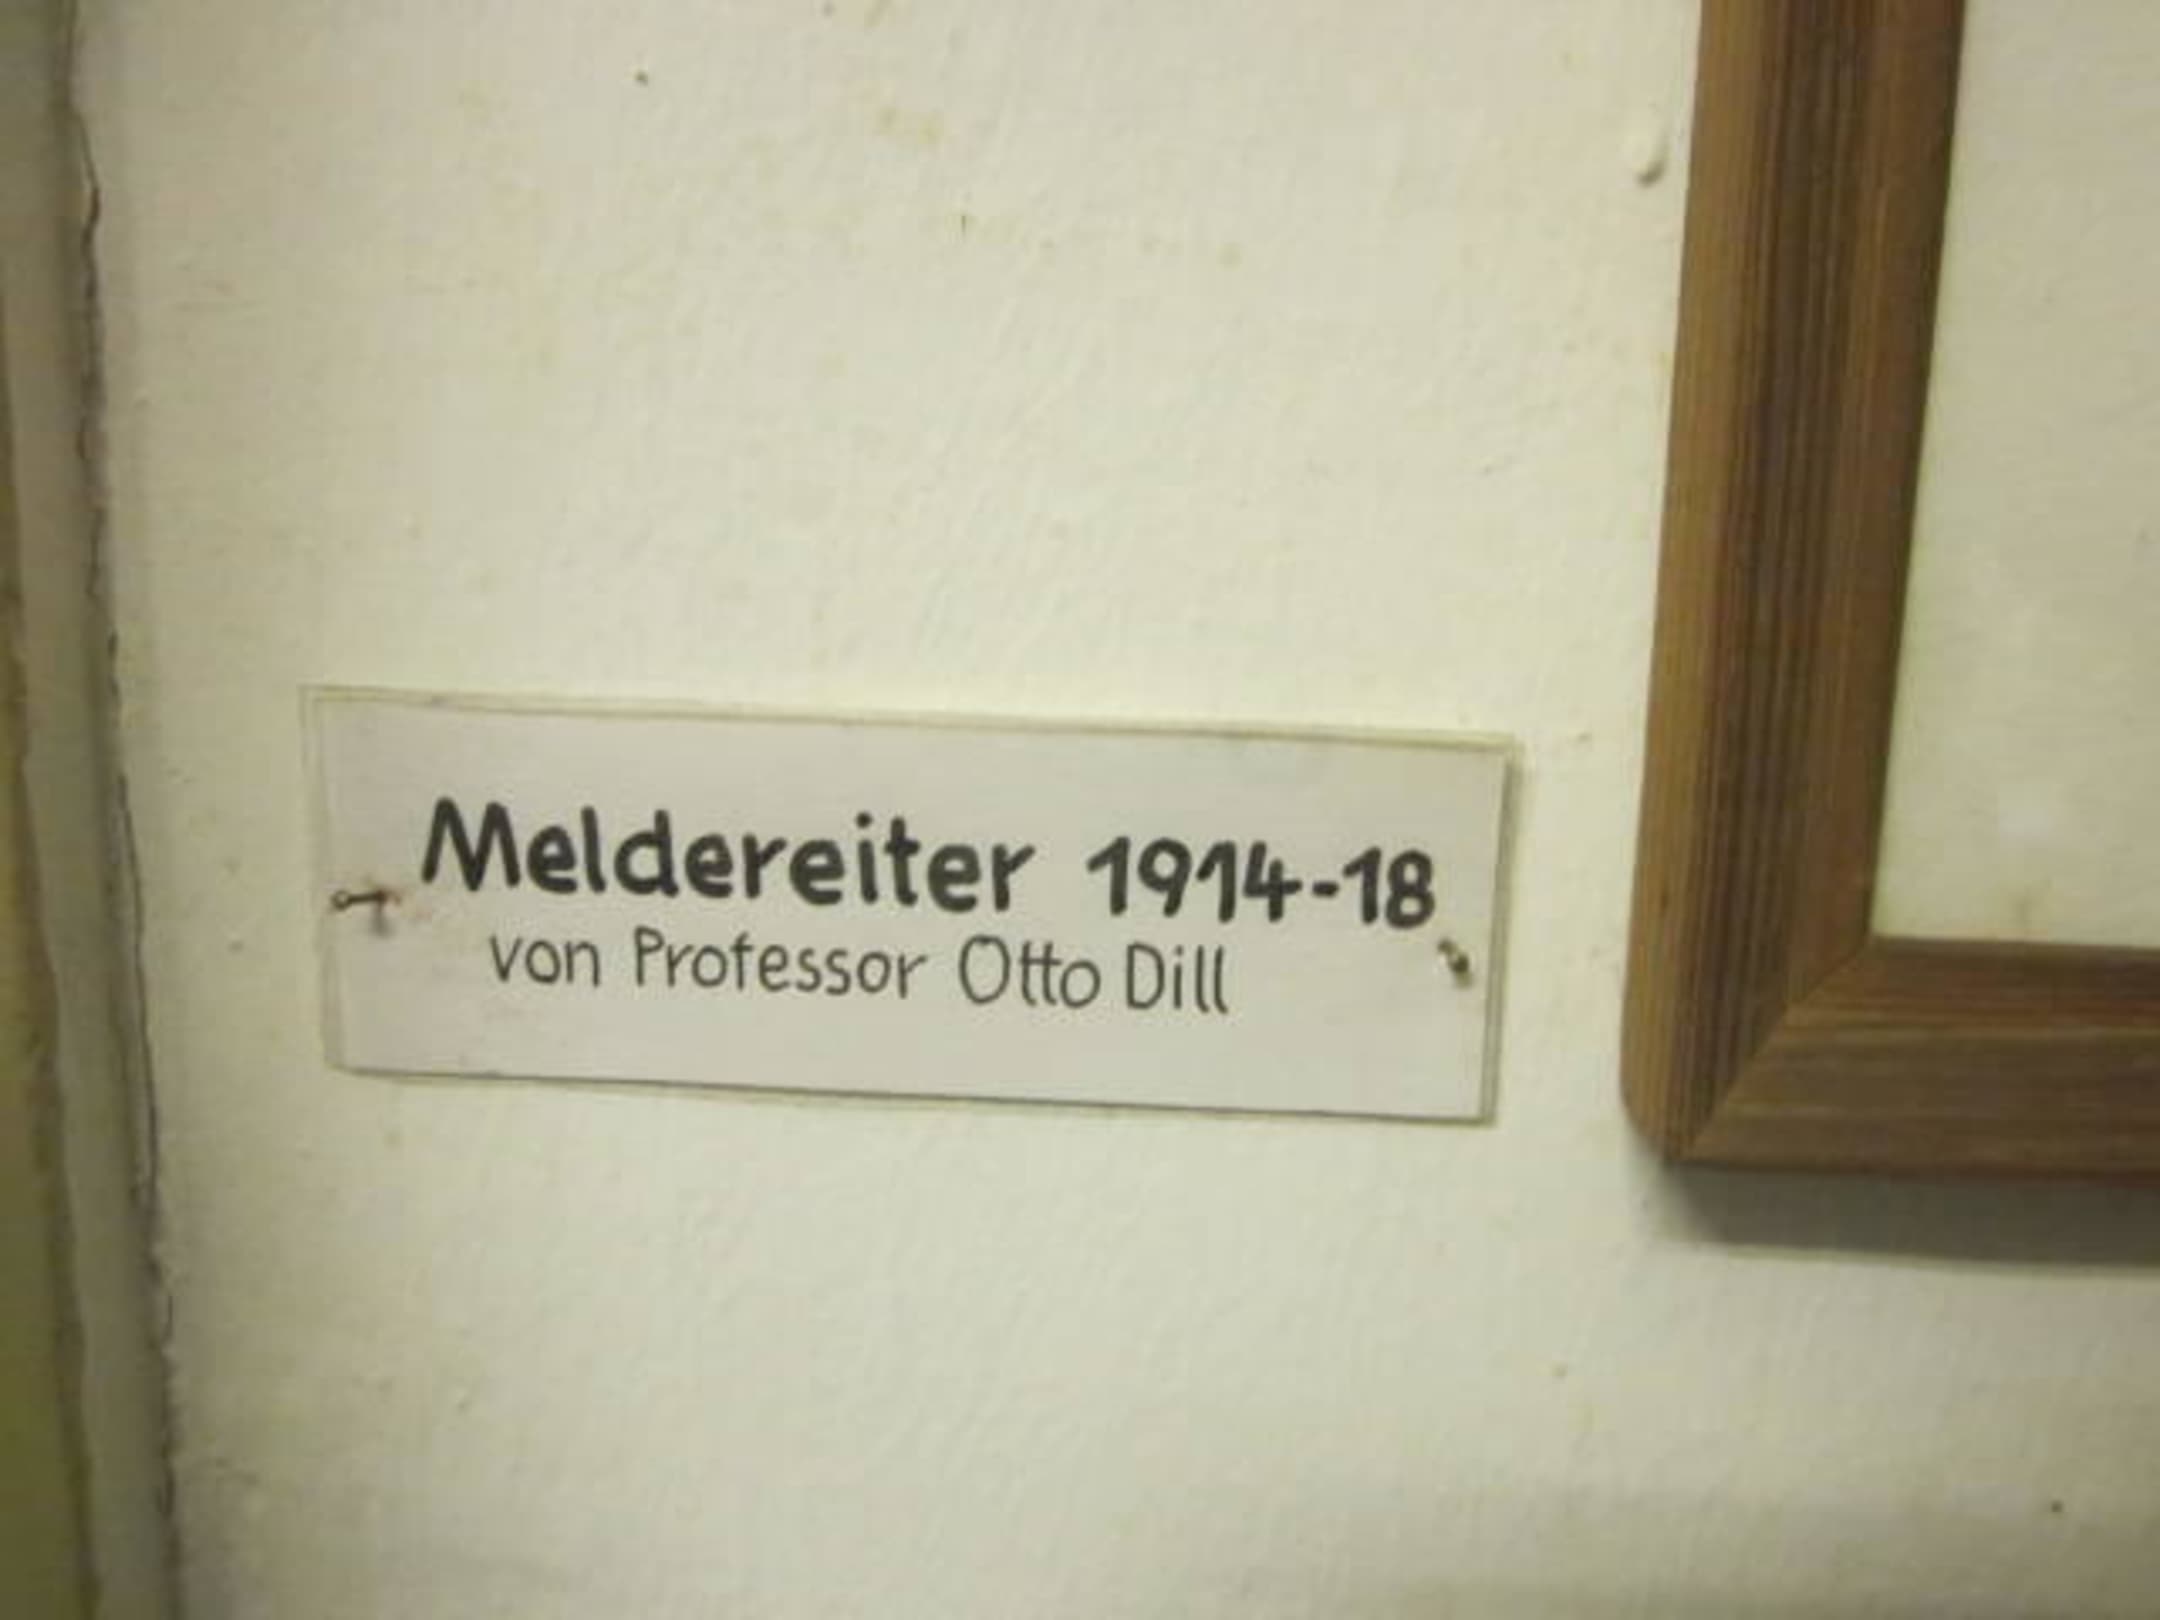 Meldereiter 1914-18
von Professor Otto Dill